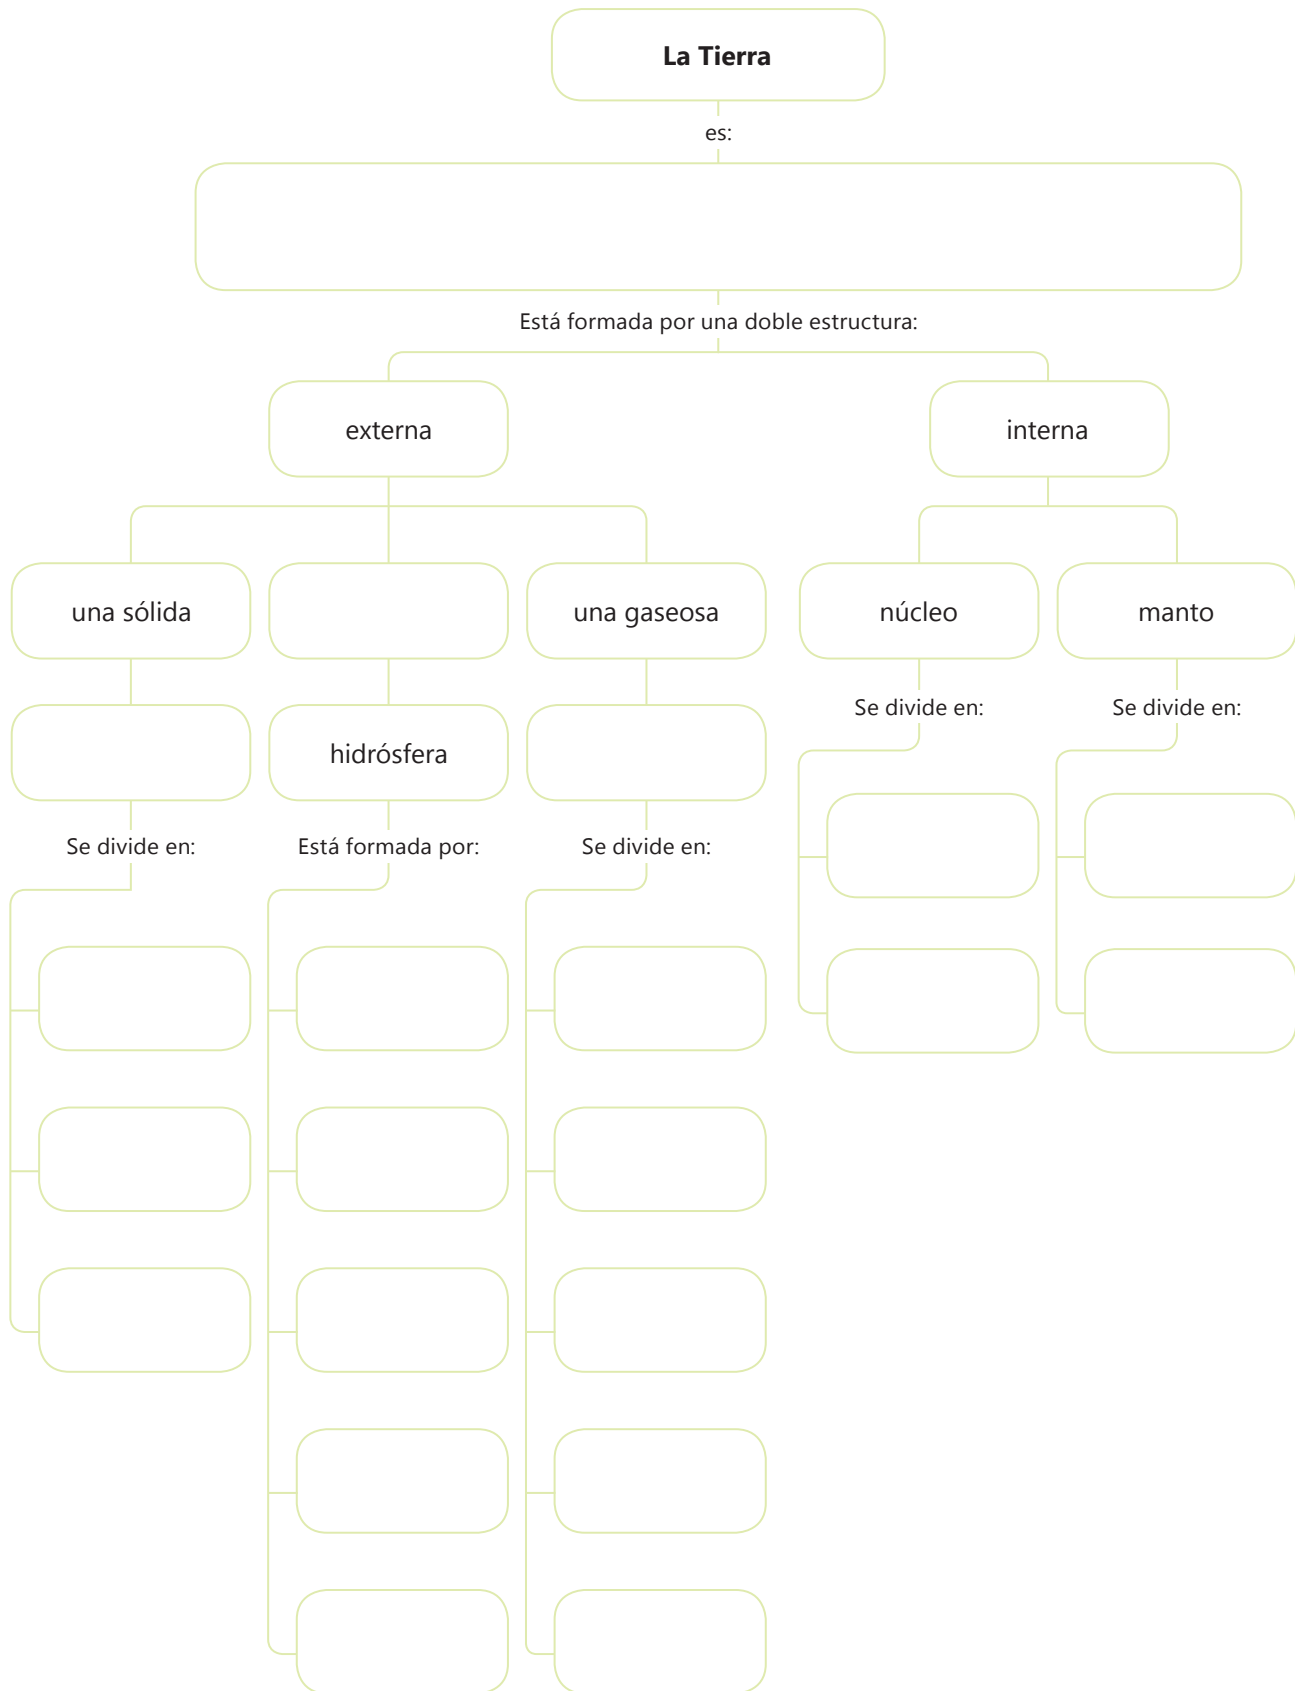 La Tierra
es:
Está formada por una doble estructura:
externa
interna
una sólida
una gaseosa
núcleo
manto
Se divide en:
Se divide en:
hidrósfera
Se divide en:
Está formada por:
Se divide en: